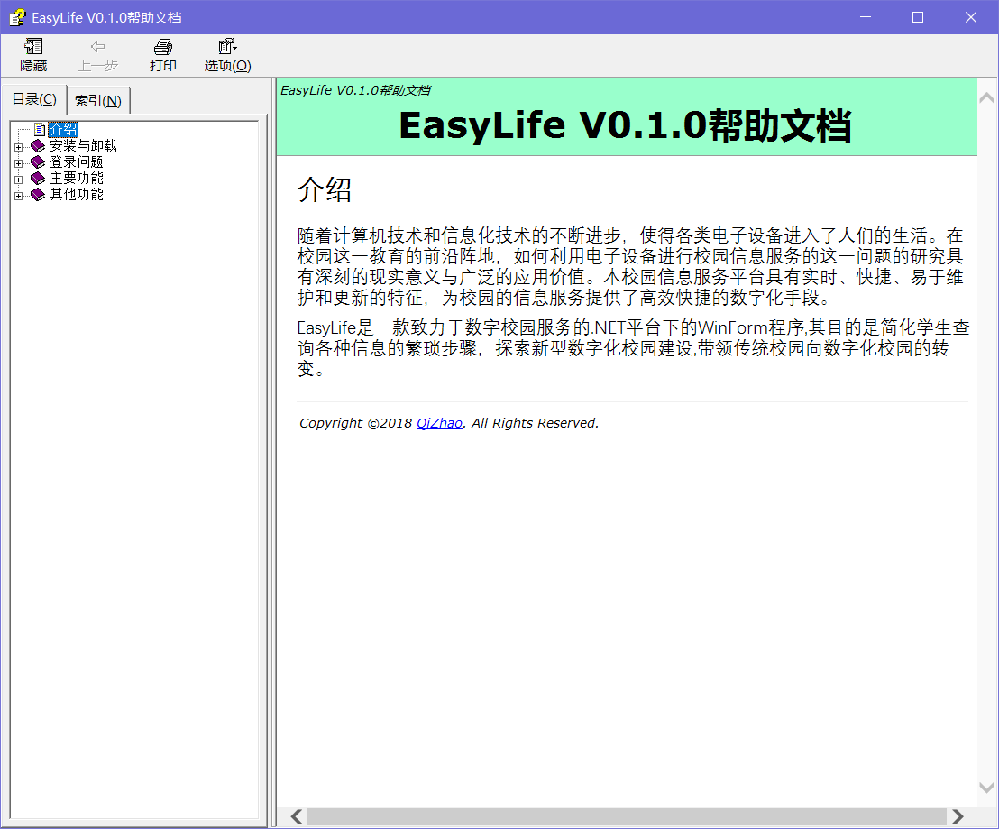 EasyLife V0.1.0帮助文档
隐藏
上一步
打印
选项(O)
目录(C)
索引(N)
介绍
安装与卸载
登录问题
主要功能
其他功能
EasyLife V0.1.0帮助文档
EasyLife V0.1.0帮助文档
介绍
随着计算机技术和信息化技术的不断进步，使得各类电子设备进入了人们的生活。在
校园这一教育的前沿阵地，如何利用电子设备进行校园信息服务的这一问题的研究具
有深刻的现实意义与广泛的应用价值。本校园信息服务平台具有实时、快捷、易于维
护和更新的特征，为校园的信息服务提供了高效快捷的数字化手段。
EasyLife是一款致力于数字校园服务的.NET平台下的WinForm程序,其目的是简化学生查
询各种信息的繁琐步骤，探索新型数字化校园建设,带领传统校园向数字化校园的转
变。
Copyright ©2018 QiZhao. All Rights Reserved.